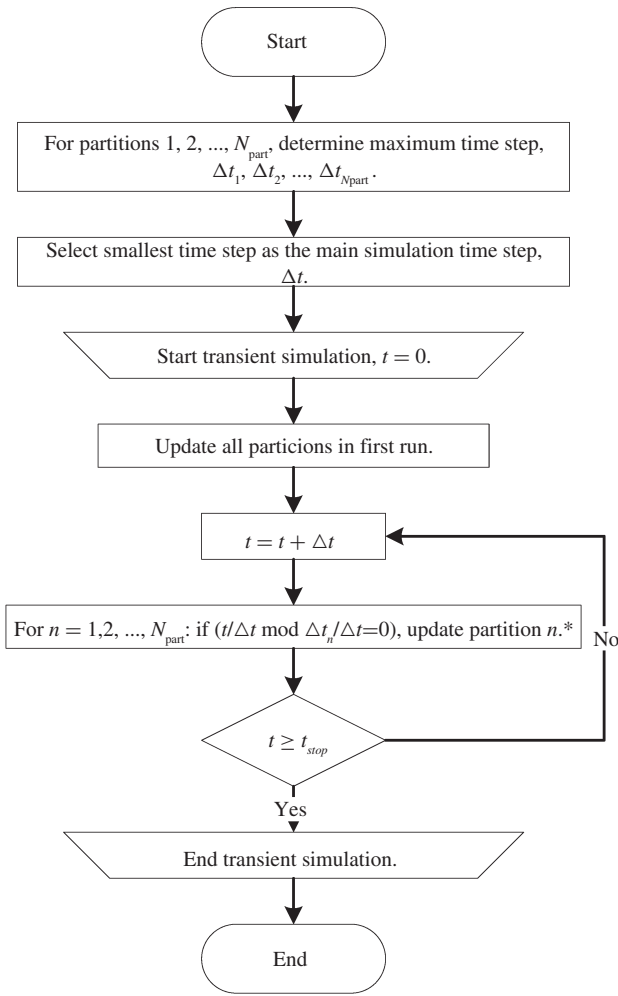 Start
For partitions 1, 2, ..., N_part, determine maximum time step,
Δt_1, Δt_2, ..., Δt_Npart.
Select smallest time step as the main simulation time step,
Δt.
Start transient simulation, t = 0.
Update all particions in first run.
t = t + △t
For n = 1,2, ..., N_part: if (t/Δt mod Δt_n/Δt=0), update partition n.*
No
t ≥ t_stop
Yes
End transient simulation.
End